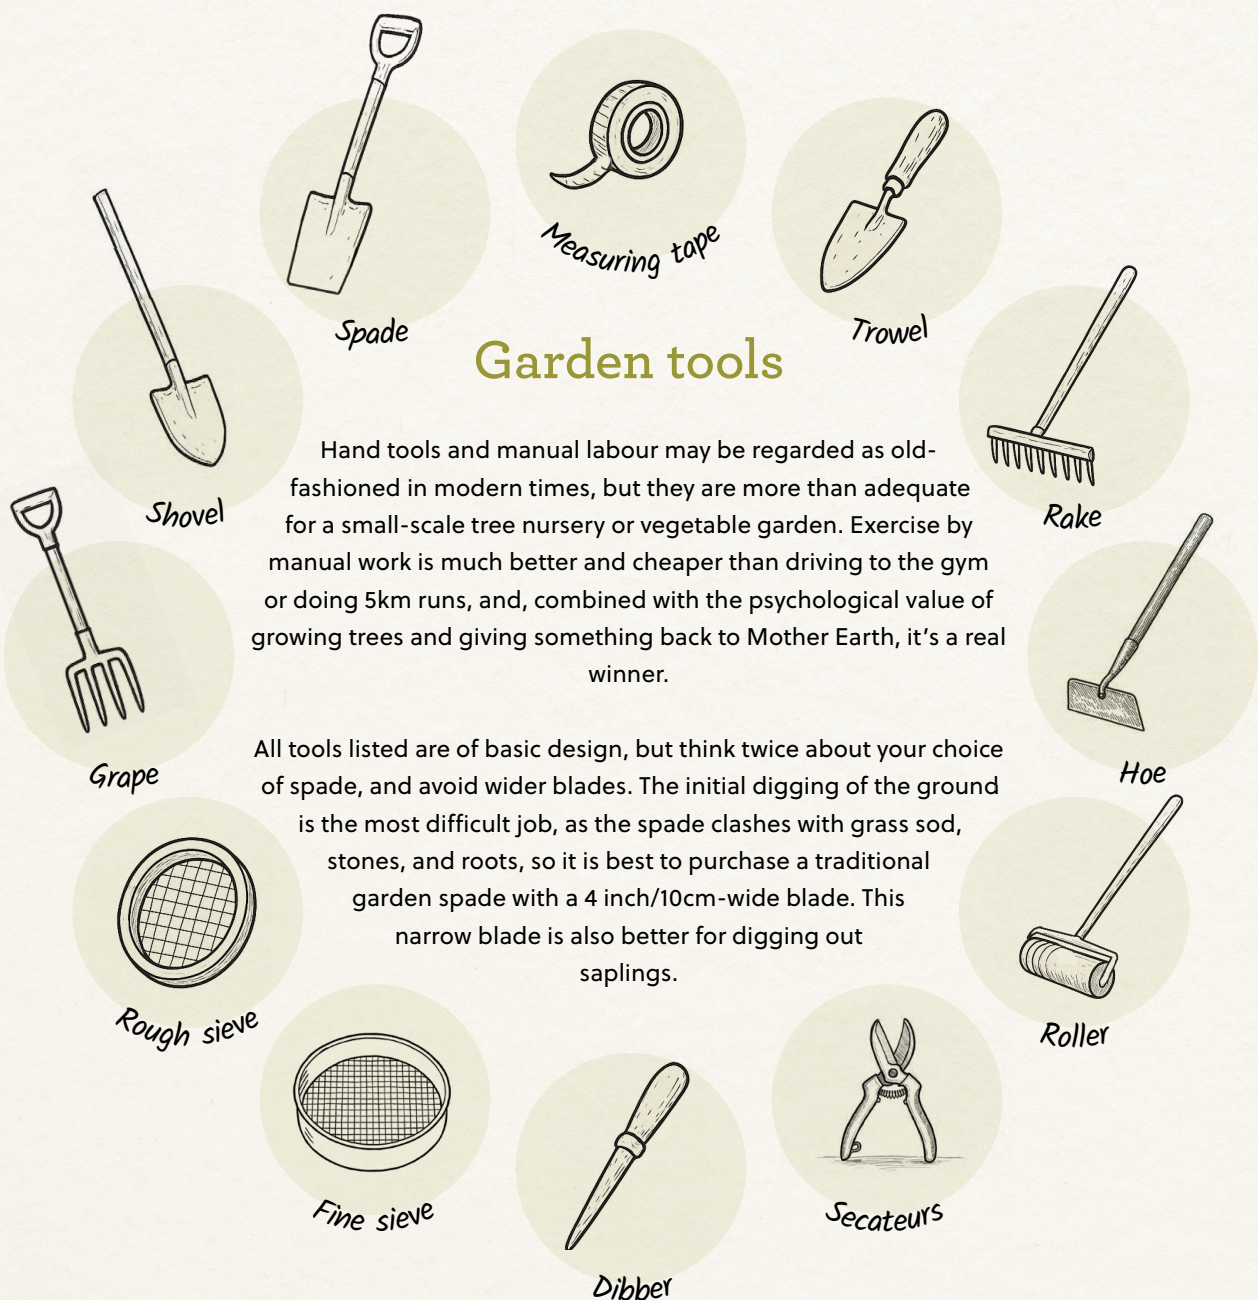 Measuring tape
Spade
Trowel
Garden tools
Shovel
Rake
Hand tools and manual labour may be regarded as old-
fashioned in modern times, but they are more than adequate
for a small-scale tree nursery or vegetable garden. Exercise by
manual work is much better and cheaper than driving to the gym
or doing 5km runs, and, combined with the psychological value of
growing trees and giving something back to Mother Earth, it's a real
winner.
Grape
Hoe
All tools listed are of basic design, but think twice about your choice
of spade, and avoid wider blades. The initial digging of the ground
is the most difficult job, as the spade clashes with grass sod,
stones, and roots, so it is best to purchase a traditional
garden spade with a 4 inch/10cm-wide blade. This
narrow blade is also better for digging out
saplings.
Rough sieve
Roller
Fine sieve
Secateurs
Dibber